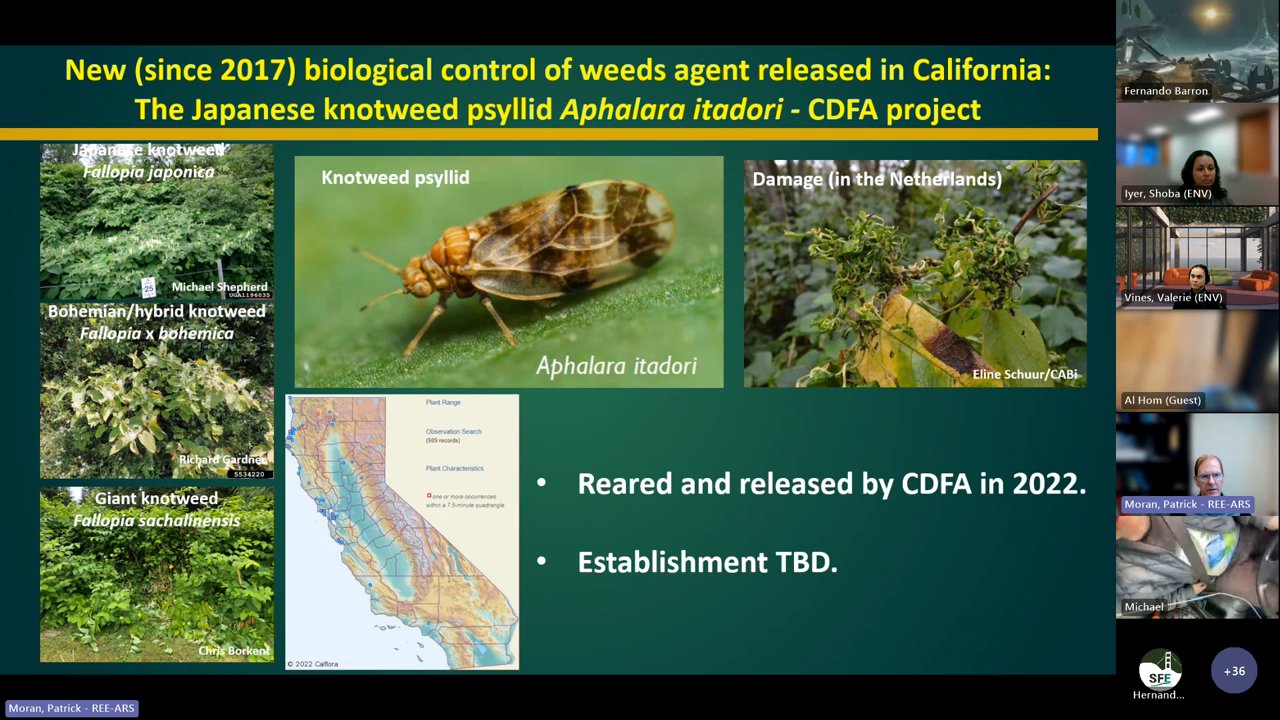 New (since 2017) biological control of weeds agent released in California:
The Japanese knotweed psyllid Aphalara itadori - CDFA project
Japanese knotweed
Fallopia japonica
25
Michael Shepherd
UGA1196035
Bohemian/hybrid knotweed
Fallopia x bohemica
Richard Gardner
5534220
Giant knotweed
Fallopia sachalinensis
Chris Borkent
Knotweed psyllid
Aphalara itadori
Damage (in the Netherlands)
Eline Schuur/CABi
Plant Range
Observation Search
(509 records)
Plant Characteristics
one or more occurrences
within a 7.5-minute quadrangle.
© 2022 Calflora
• Reared and released by CDFA in 2022.
• Establishment TBD.
Fernando Barron
Iyer, Shoba (ENV)
Vines, Valerie (ENV)
Al Hom (Guest)
Moran, Patrick - REE-ARS
Michael
SFE
Hernand...
+36
Moran, Patrick - REE-ARS